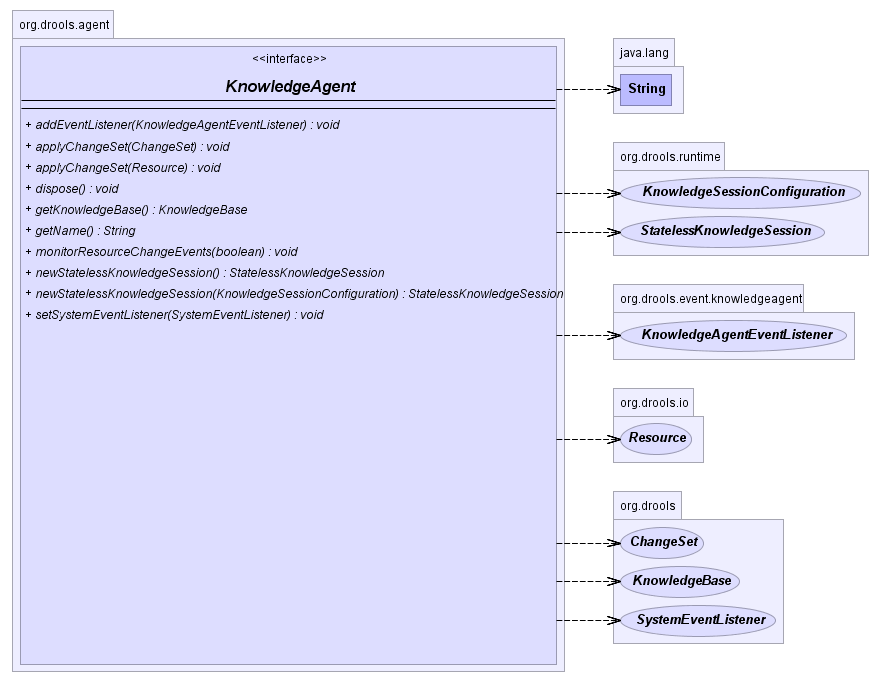 org.drools.agent
<<interface>>
KnowledgeAgent
+ addEventListener(KnowledgeAgentEventListener) : void
+ applyChangeSet(ChangeSet) : void
+ applyChangeSet(Resource) : void
+ dispose() : void
+ getKnowledgeBase() : KnowledgeBase
+ getName() : String
+ monitorResourceChangeEvents(boolean) : void
+ newStatelessKnowledgeSession() : StatelessKnowledgeSession
+ newStatelessKnowledgeSession(KnowledgeSessionConfiguration) : StatelessKnowledgeSession
+ setSystemEventListener(SystemEventListener) : void
java.lang
String
org.drools.runtime
KnowledgeSessionConfiguration
StatelessKnowledgeSession
org.drools.event.knowledgeagent
KnowledgeAgentEventListener
org.drools.io
Resource
org.drools
ChangeSet
KnowledgeBase
SystemEventListener